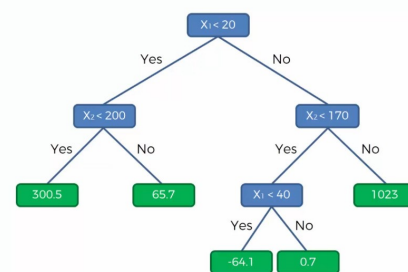 X₁ < 20
Yes
No
X₂ < 200
X₂ < 170
Yes
No
Yes
No
300.5
65.7
X₁ < 40
1023
Yes
No
-64.1
0.7